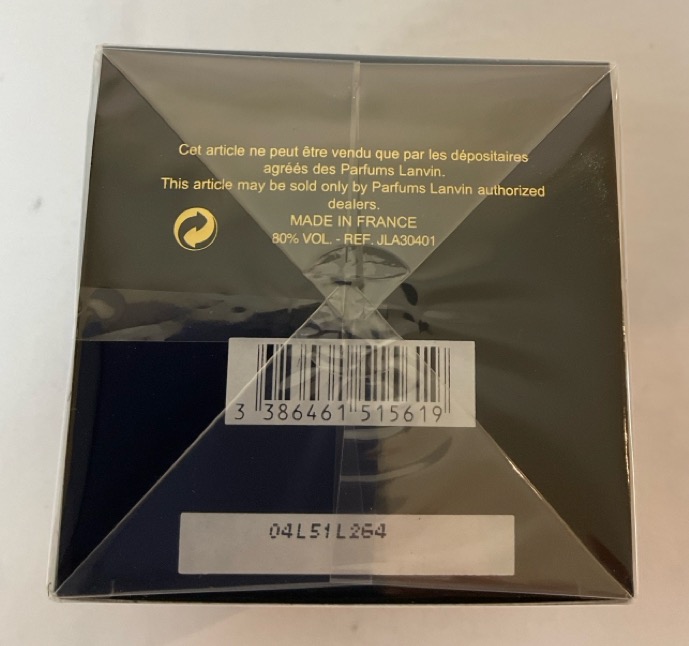 Cet article ne peut être vendu que par les dépositaires
agréés des Parfums Lanvin.
This article may be sold only by Parfums Lanvin authorized
dealers.
MADE IN FRANCE
80% VOL. - REF. JLA30401
3 386461 515619
04L51L264